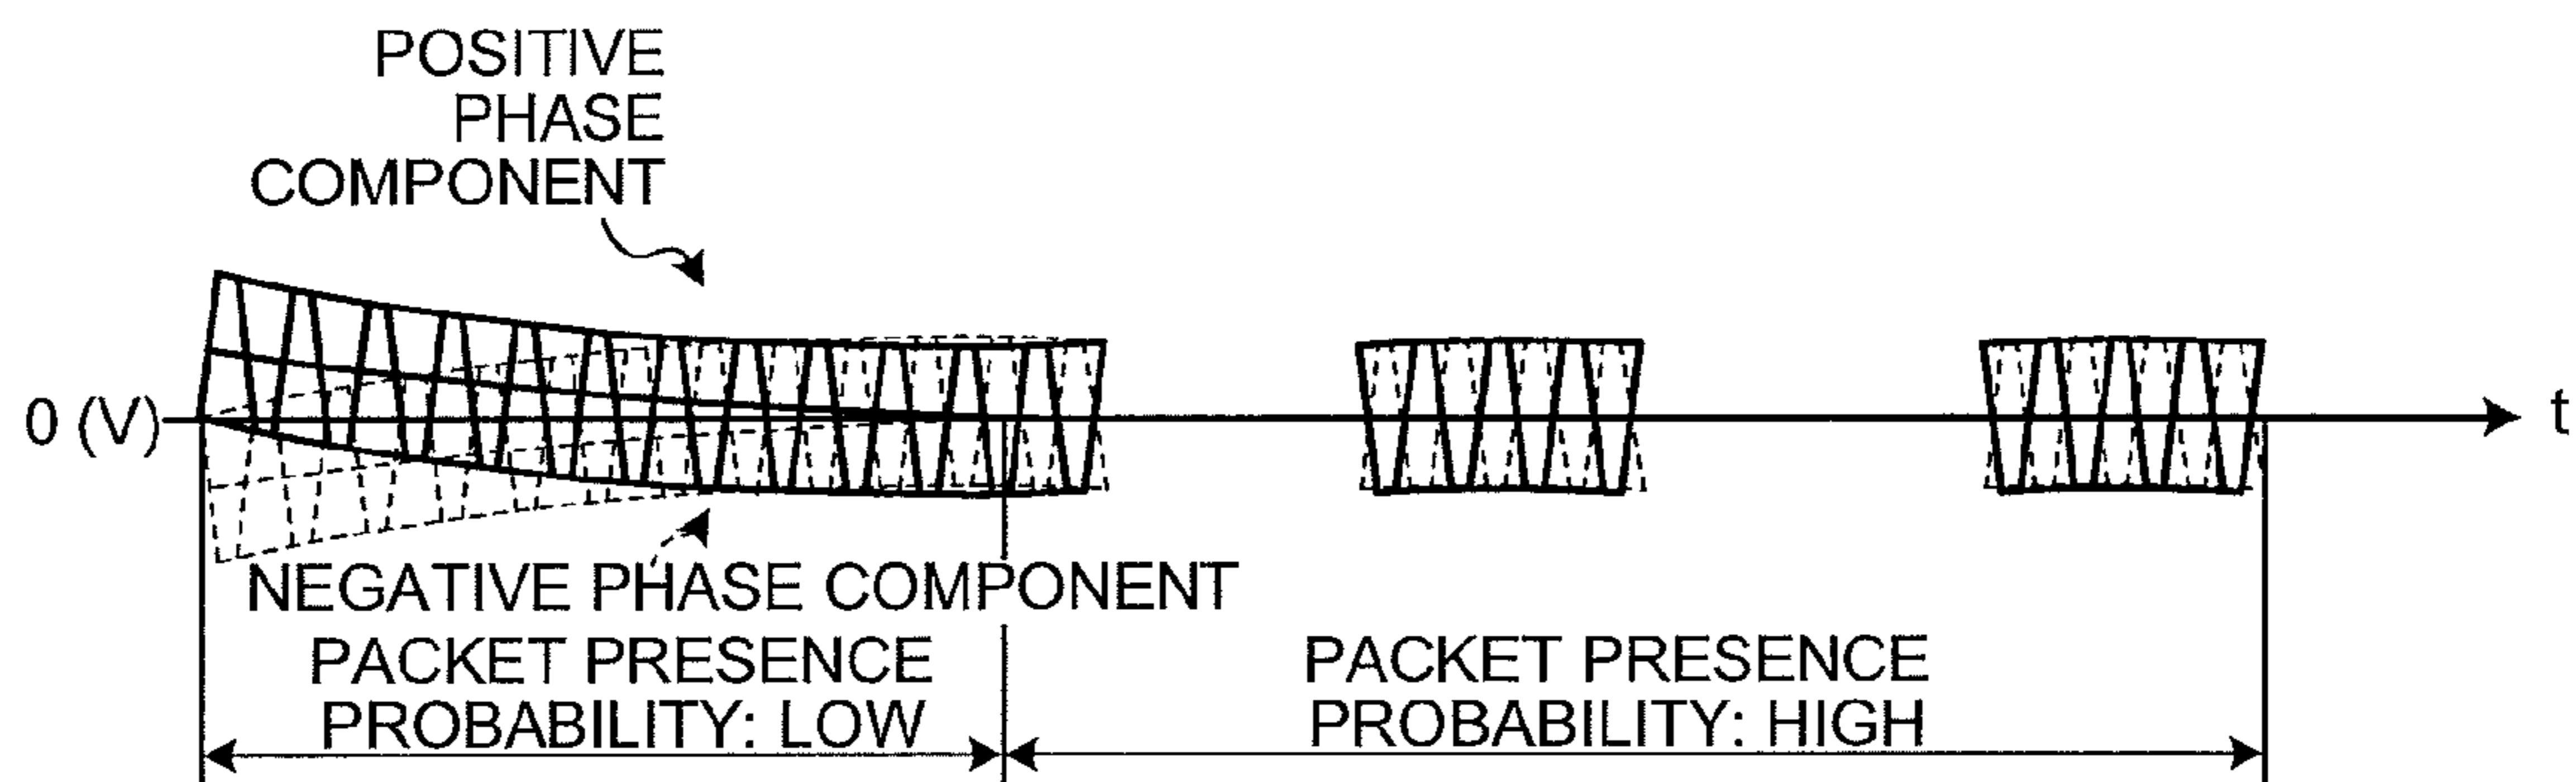 POSITIVE
PHASE
COMPONENT
0 (V)
t
NEGATIVE PHASE COMPONENT
PACKET PRESENCE
PROBABILITY: LOW
PACKET PRESENCE
PROBABILITY: HIGH